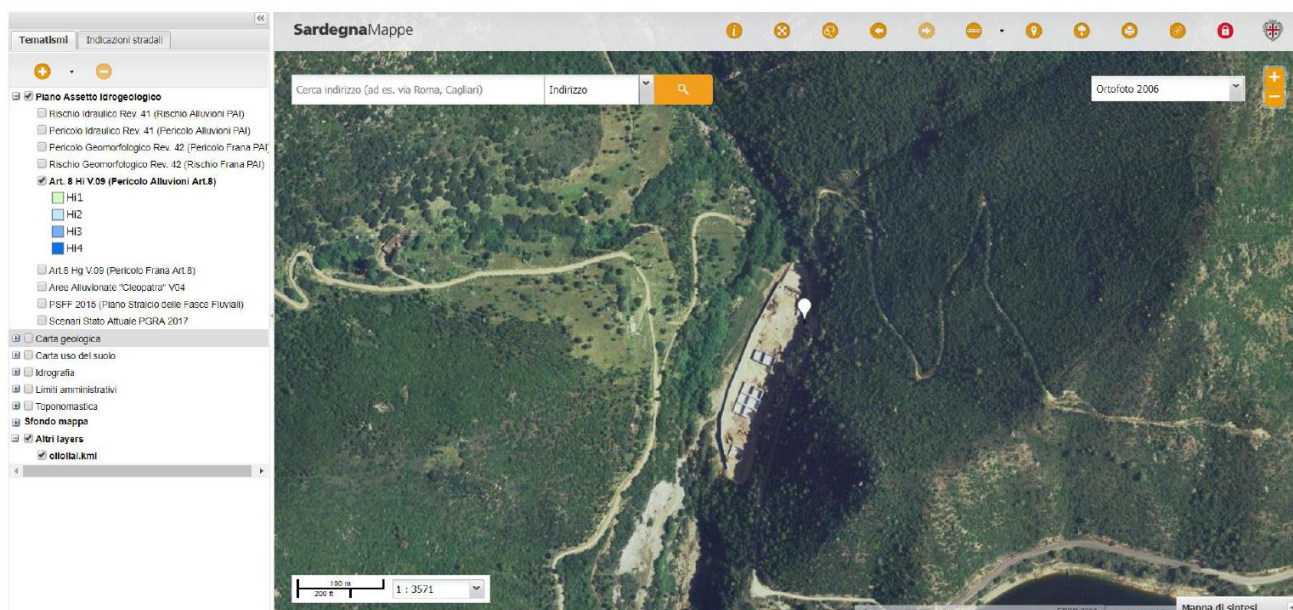 SardegnaMappe
Tematismi
Indicazioni stradali
Cerca indirizzo (ad es. via Roma, Cagliari)
Indirizzo
Ortofoto 2006
Piano Assetto Idrogeologico
Rischio Idraulico Rev. 41 (Rischio Alluvioni PAI)
Pericolo Idraulico Rev. 41 (Pericolo Alluvioni PAI)
Pericolo Geomorfologico Rev. 42 (Pericolo Frana PAI)
Rischio Geomorfologico Rev. 42 (Rischio Frana PAI)
Art. 8 Hi V.09 (Pericolo Alluvioni Art.8)
Hi1
Hi2
Hi3
Hi4
Art.8 Hg V.09 (Pericolo Frana Art.8)
Aree Alluvionate "Cleopatra" V04
PSFF 2015 (Piano Stralcio delle Fasce Fluviali)
Scenari Stato Attuale PGRA 2017
Carta geologica
Carta uso del suolo
Idrografia
Limiti amministrativi
Toponomastica
Sfondo mappa
Altri layers
ollollai.kml
100 m
200 ft
1 : 3571
Mappa di sintesi